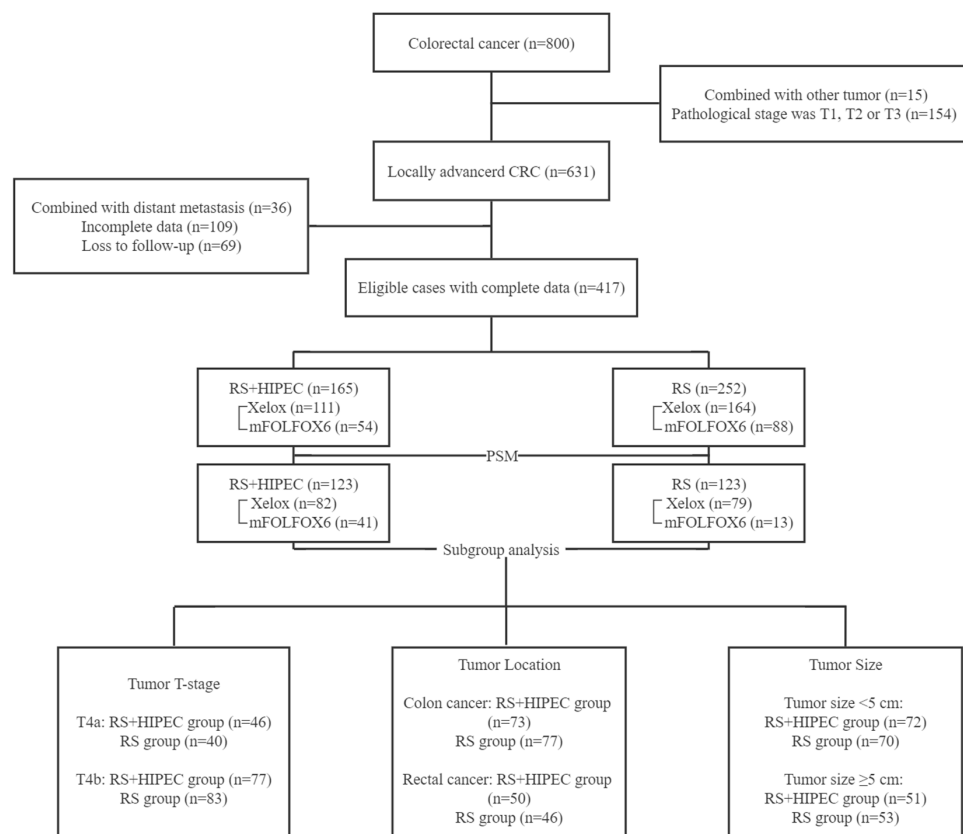 Colorectal cancer (n=800)
Combined with other tumor (n=15)
Pathological stage was T1, T2 or T3 (n=154)
Locally advancerd CRC (n=631)
Combined with distant metastasis (n=36)
Incomplete data (n=109)
Loss to follow-up (n=69)
Eligible cases with complete data (n=417)
RS+HIPEC (n=165)
Xelox (n=111)
mFOLFOX6 (n=54)
RS (n=252)
Xelox (n=164)
mFOLFOX6 (n=88)
PSM
RS+HIPEC (n=123)
Xelox (n=82)
mFOLFOX6 (n=41)
RS (n=123)
Xelox (n=79)
mFOLFOX6 (n=13)
Subgroup analysis
Tumor T-stage
T4a: RS+HIPEC group (n=46)
RS group (n=40)
T4b: RS+HIPEC group (n=77)
RS group (n=83)
Tumor Location
Colon cancer: RS+HIPEC group
(n=73)
RS group (n=77)
Rectal cancer: RS+HIPEC group
(n=50)
RS group (n=46)
Tumor Size
Tumor size <5 cm:
RS+HIPEC group (n=72)
RS group (n=70)
Tumor size ≥5 cm:
RS+HIPEC group (n=51)
RS group (n=53)